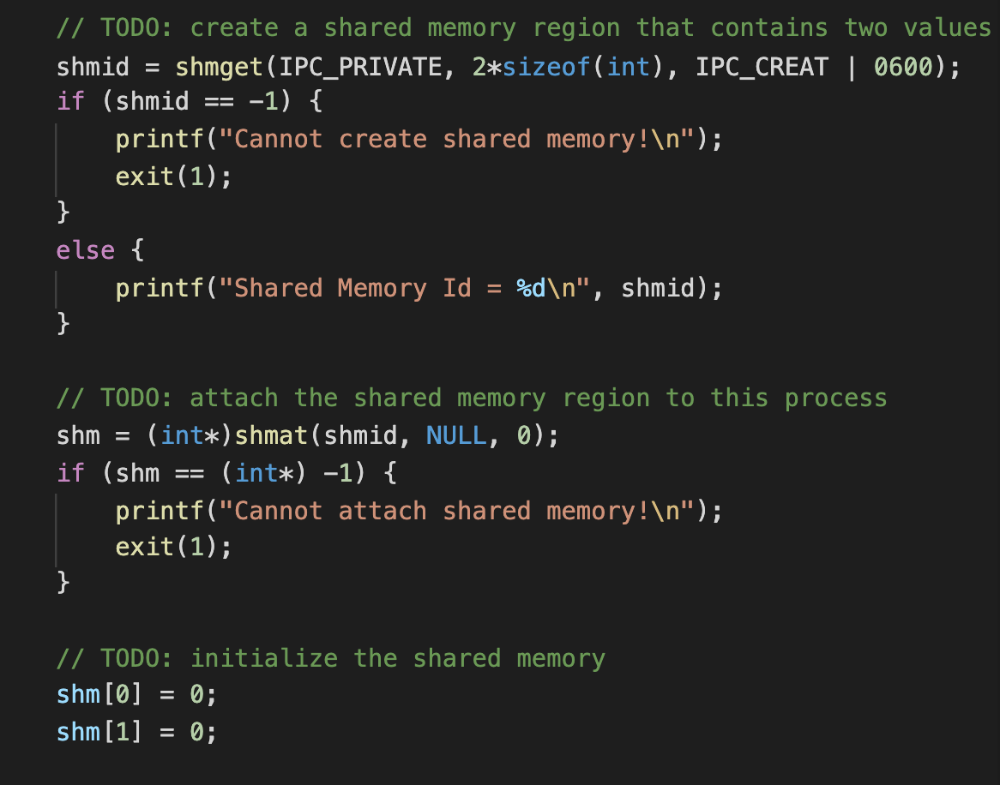 // TODO: create a shared memory region that contains two values
shmid = shmget(IPC_PRIVATE, 2*sizeof(int), IPC_CREAT | 0600);
if (shmid == -1) {
    printf("Cannot create shared memory!\n");
    exit(1);
}
else {
    printf("Shared Memory Id = %d\n", shmid);
}

// TODO: attach the shared memory region to this process
shm = (int*)shmat(shmid, NULL, 0);
if (shm == (int*) -1) {
    printf("Cannot attach shared memory!\n");
    exit(1);
}

// TODO: initialize the shared memory
shm[0] = 0;
shm[1] = 0;